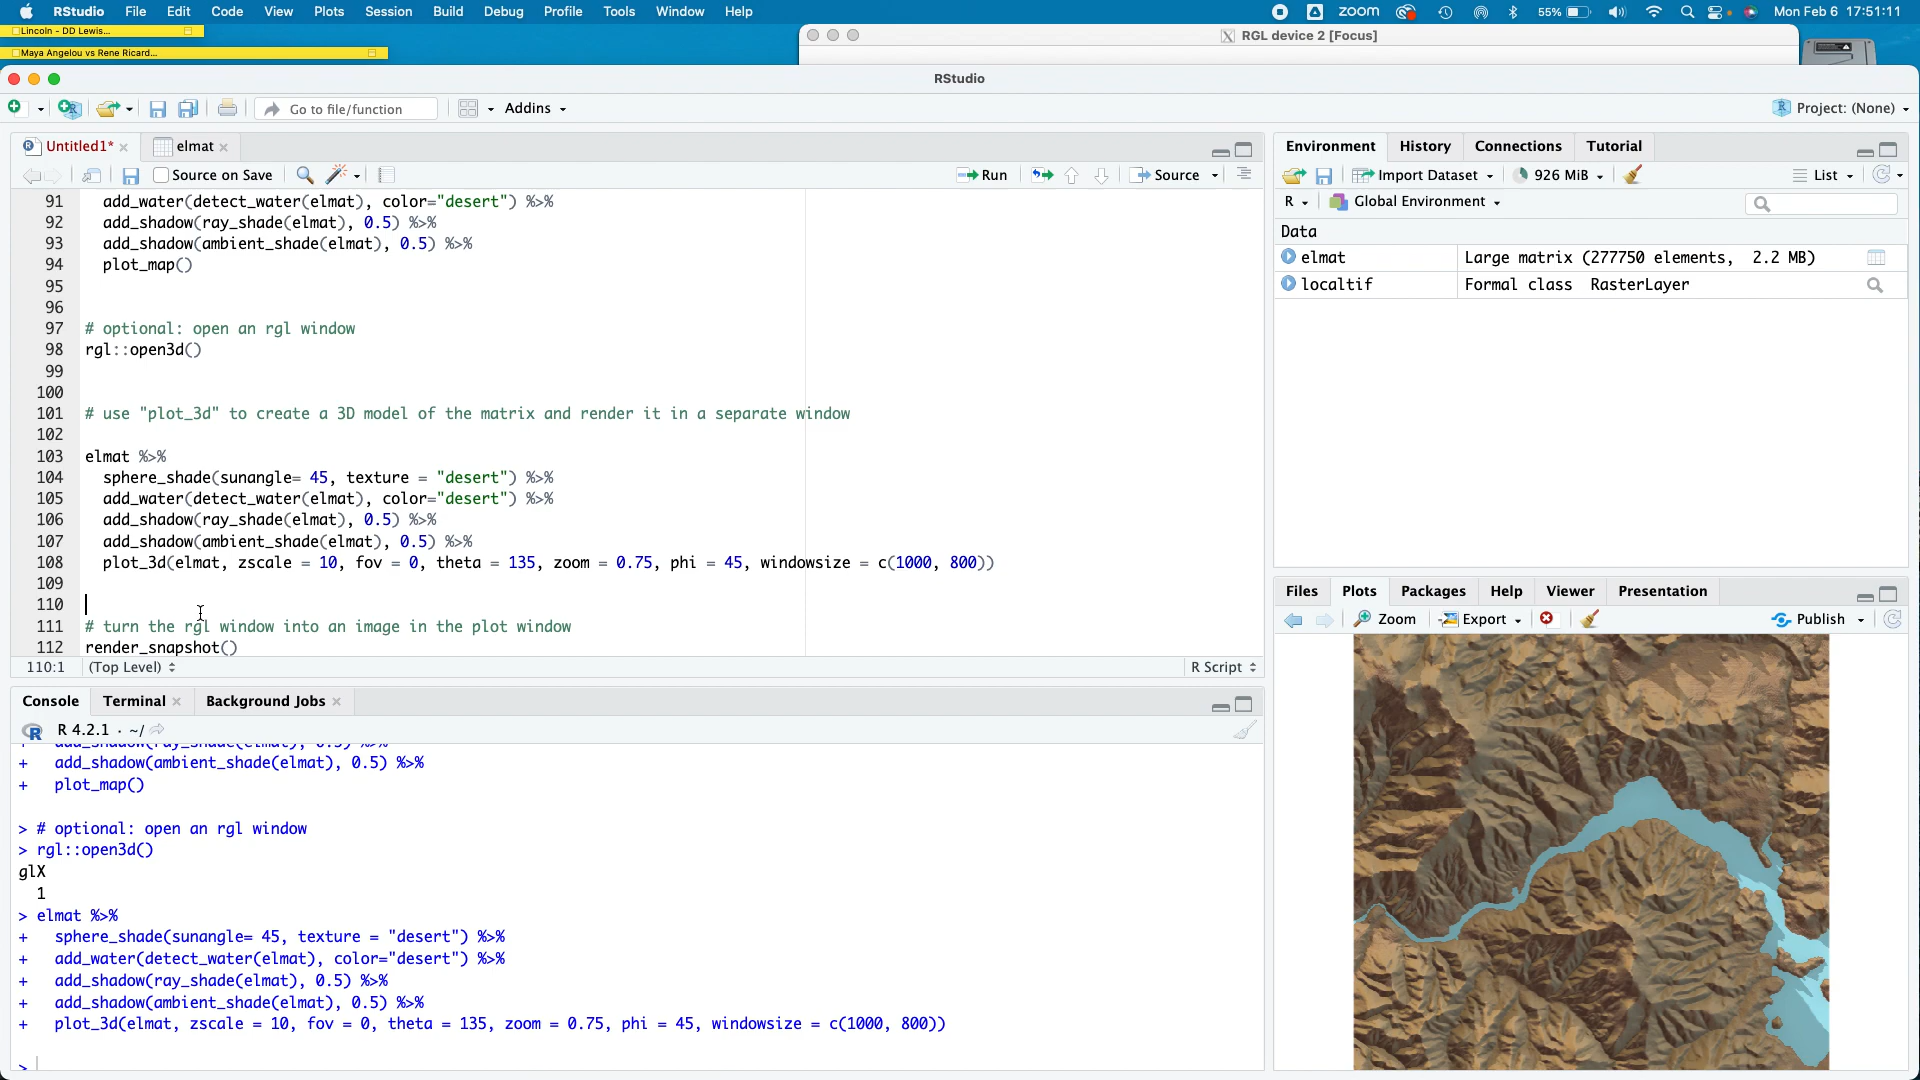 RStudio File Edit Code View Plots Session Build Debug Profile Tools Window Help zoom 55% Mon Feb 6 17:51:11
Lincoln - DD Lewis...
Maya Angelou vs Rene Ricard...
RGL device 2 [Focus]
RStudio
Go to file/function Addins Project: (None)
Untitled1* elmat
Source on Save Run Source
91 add_water(detect_water(elmat), color="desert") %>%
92 add_shadow(ray_shade(elmat), 0.5) %>%
93 add_shadow(ambient_shade(elmat), 0.5) %>%
94 plot_map()
95
96
97 # optional: open an rgl window
98 rgl::open3d()
99
100
101 # use "plot_3d" to create a 3D model of the matrix and render it in a separate window
102
103 elmat %>%
104 sphere_shade(sunangle= 45, texture = "desert") %>%
105 add_water(detect_water(elmat), color="desert") %>%
106 add_shadow(ray_shade(elmat), 0.5) %>%
107 add_shadow(ambient_shade(elmat), 0.5) %>%
108 plot_3d(elmat, zscale = 10, fov = 0, theta = 135, zoom = 0.75, phi = 45, windowsize = c(1000, 800))
109
110
111 # turn the rgl window into an image in the plot window
112 render_snapshot()
110:1 (Top Level) R Script
Console Terminal Background Jobs
R 4.2.1 · ~/
+ add_shadow(ray_shade(elmat), 0.5) %>%
+ add_shadow(ambient_shade(elmat), 0.5) %>%
+ plot_map()
> # optional: open an rgl window
> rgl::open3d()
glX
1
> elmat %>%
+ sphere_shade(sunangle= 45, texture = "desert") %>%
+ add_water(detect_water(elmat), color="desert") %>%
+ add_shadow(ray_shade(elmat), 0.5) %>%
+ add_shadow(ambient_shade(elmat), 0.5) %>%
+ plot_3d(elmat, zscale = 10, fov = 0, theta = 135, zoom = 0.75, phi = 45, windowsize = c(1000, 800))
>
Environment History Connections Tutorial
Import Dataset 926 MiB List
R Global Environment
Data
elmat Large matrix (277750 elements, 2.2 MB)
localtif Formal class RasterLayer
Files Plots Packages Help Viewer Presentation
Zoom Export Publish